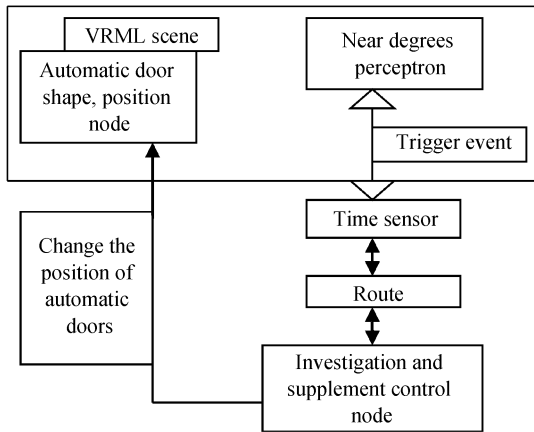 VRML scene
Automatic door
shape, position
node
Near degrees
perceptron
Trigger event
Time sensor
Change the
position of
automatic
doors
Route
Investigation and
supplement control
node